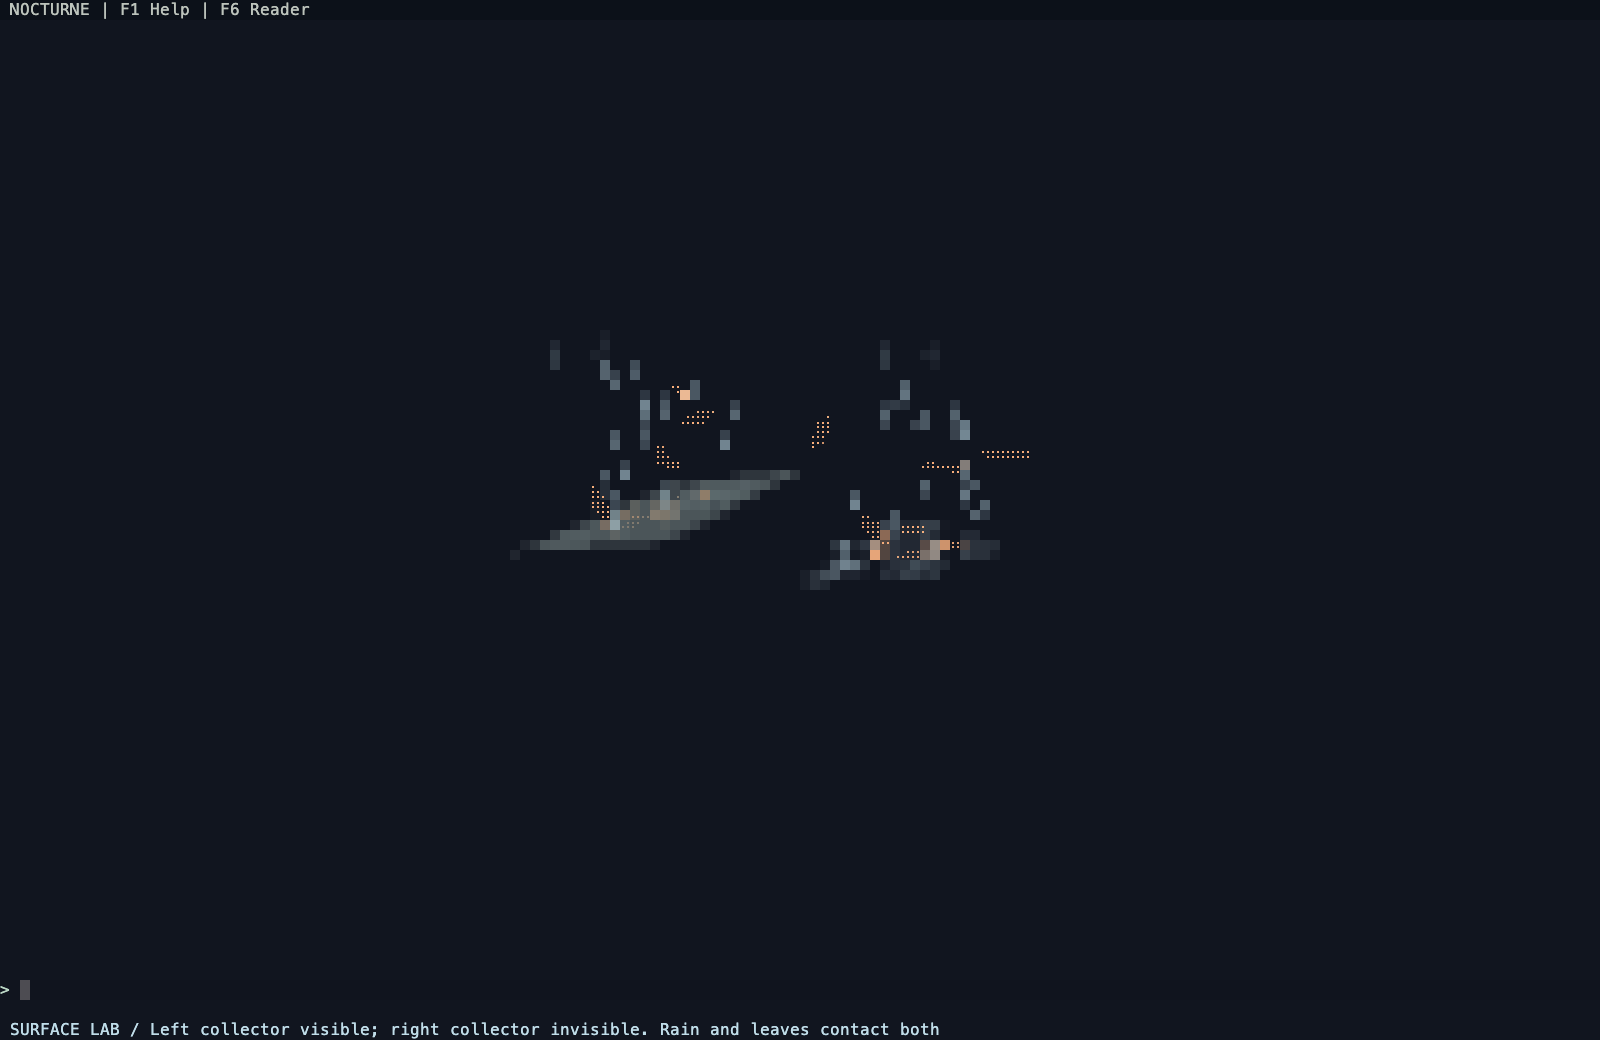 NOCTURNE | F1 Help | F6 Reader
>
SURFACE LAB / Left collector visible; right collector invisible. Rain and leaves contact both